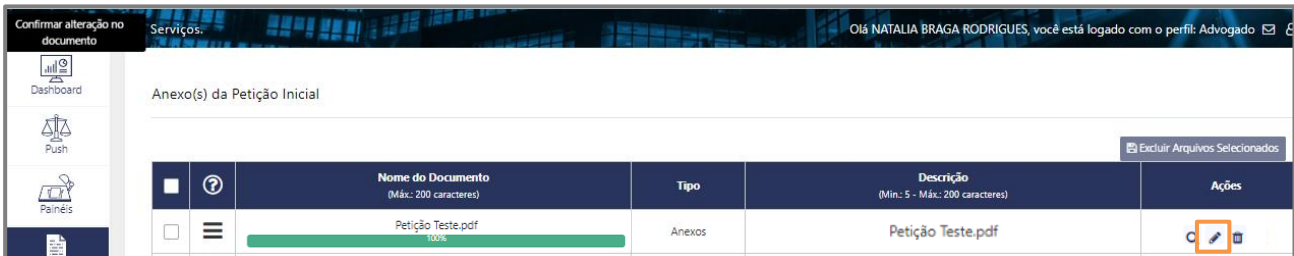 Confirmar alteração no
documento
Serviços.
Olá NATALIA BRAGA RODRIGUES, você está logado com o perfil: Advogado
Dashboard
Push
Painéis
Anexo(s) da Petição Inicial
Excluir Arquivos Selecionados
Nome do Documento
(Máx.: 200 caracteres)
Tipo
Descrição
(Min.: 5 - Máx.: 200 caracteres)
Ações
Petição Teste.pdf
100%
Anexos
Petição Teste.pdf